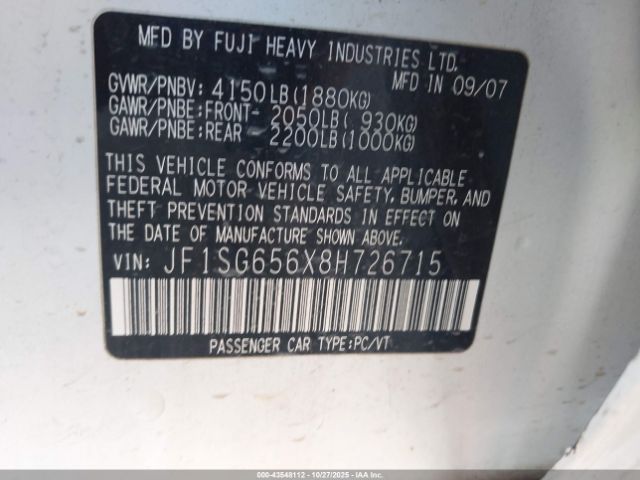 MFD BY FUJI HEAVY INDUSTRIES LTD.
MFD IN 09/07
GVWR/PNBV: 4150LB(1880KG)
GAWR/PNBE:FRONT- 2050LB( 930KG)
GAWR/PNBE:REAR - 2200LB(1000KG)
THIS VEHICLE CONFORMS TO ALL APPLICABLE
FEDERAL MOTOR VEHICLE SAFETY, BUMPER, AND
THEFT PREVENTION STANDARDS IN EFFECT ON
THE DATE OF MANUFACTURE SHOWN ABOVE.
VIN: JF1SG656X8H726715
PASSENGER CAR TYPE:PC/VT
000-43548112 - 10/27/2025 - IAAI.com